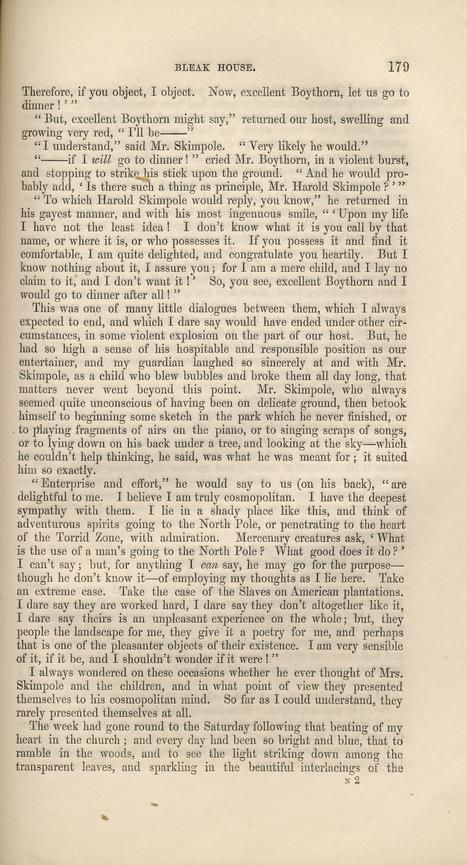 BLEAK HOUSE. 179
Therefore, if you object, I object. Now, excellent Boythorn, let us go to
dinner!’”
“But, excellent Boythorn might say,” returned our host, swelling and
growing very red, “I’ll be——”
“I understand,” said Mr. Skimpole. “Very likely he would.”
“——if I will go to dinner!” cried Mr. Boythorn, in a violent burst,
and stopping to strike his stick upon the ground. “And he would pro-
bably add, ‘Is there such a thing as principle, Mr. Harold Skimpole?’”
“To which Harold Skimpole would reply, you know,” he returned in
his gayest manner, and with his most ingenuous smile, “‘Upon my life
I have not the least idea! I don’t know what it is you call by that
name, or where it is, or who possesses it. If you possess it and find it
comfortable, I am quite delighted, and congratulate you heartily. But I
know nothing about it, I assure you; for I am a mere child, and I lay no
claim to it, and I don’t want it!’ So, you see, excellent Boythorn and I
would go to dinner after all!”
This was one of many little dialogues between them, which I always
expected to end, and which I dare say would have ended under other cir-
cumstances, in some violent explosion on the part of our host. But, he
had so high a sense of his hospitable and responsible position as our
entertainer, and my guardian laughed so sincerely at and with Mr.
Skimpole, as a child who blew bubbles and broke them all day long, that
matters never went beyond this point. Mr. Skimpole, who always
seemed quite unconscious of having been on delicate ground, then betook
himself to beginning some sketch in the park which he never finished, or
to playing fragments of airs on the piano, or to singing scraps of songs,
or to lying down on his back under a tree, and looking at the sky—which
he couldn’t help thinking, he said, was what he was meant for; it suited
him so exactly.
“Enterprise and effort,” he would say to us (on his back), “are
delightful to me. I believe I am truly cosmopolitan. I have the deepest
sympathy with them. I lie in a shady place like this, and think of
adventurous spirits going to the North Pole, or penetrating to the heart
of the Torrid Zone, with admiration. Mercenary creatures ask, ‘What
is the use of a man’s going to the North Pole? What good does it do?’
I can’t say; but, for anything I can say, he may go for the purpose—
though he don’t know it—of employing my thoughts as I lie here. Take
an extreme case. Take the case of the Slaves on American plantations.
I dare say they are worked hard, I dare say they don’t altogether like it,
I dare say theirs is an unpleasant experience on the whole; but, they
people the landscape for me, they give it a poetry for me, and perhaps
that is one of the pleasanter objects of their existence. I am very sensible
of it, if it be, and I shouldn’t wonder if it were!”
I always wondered on these occasions whether he ever thought of Mrs.
Skimpole and the children, and in what point of view they presented
themselves to his cosmopolitan mind. So far as I could understand, they
rarely presented themselves at all.
The week had gone round to the Saturday following that beating of my
heart in the church; and every day had been so bright and blue, that to
ramble in the woods, and to see the light striking down among the
transparent leaves, and sparkling in the beautiful interlacings of the
N 2